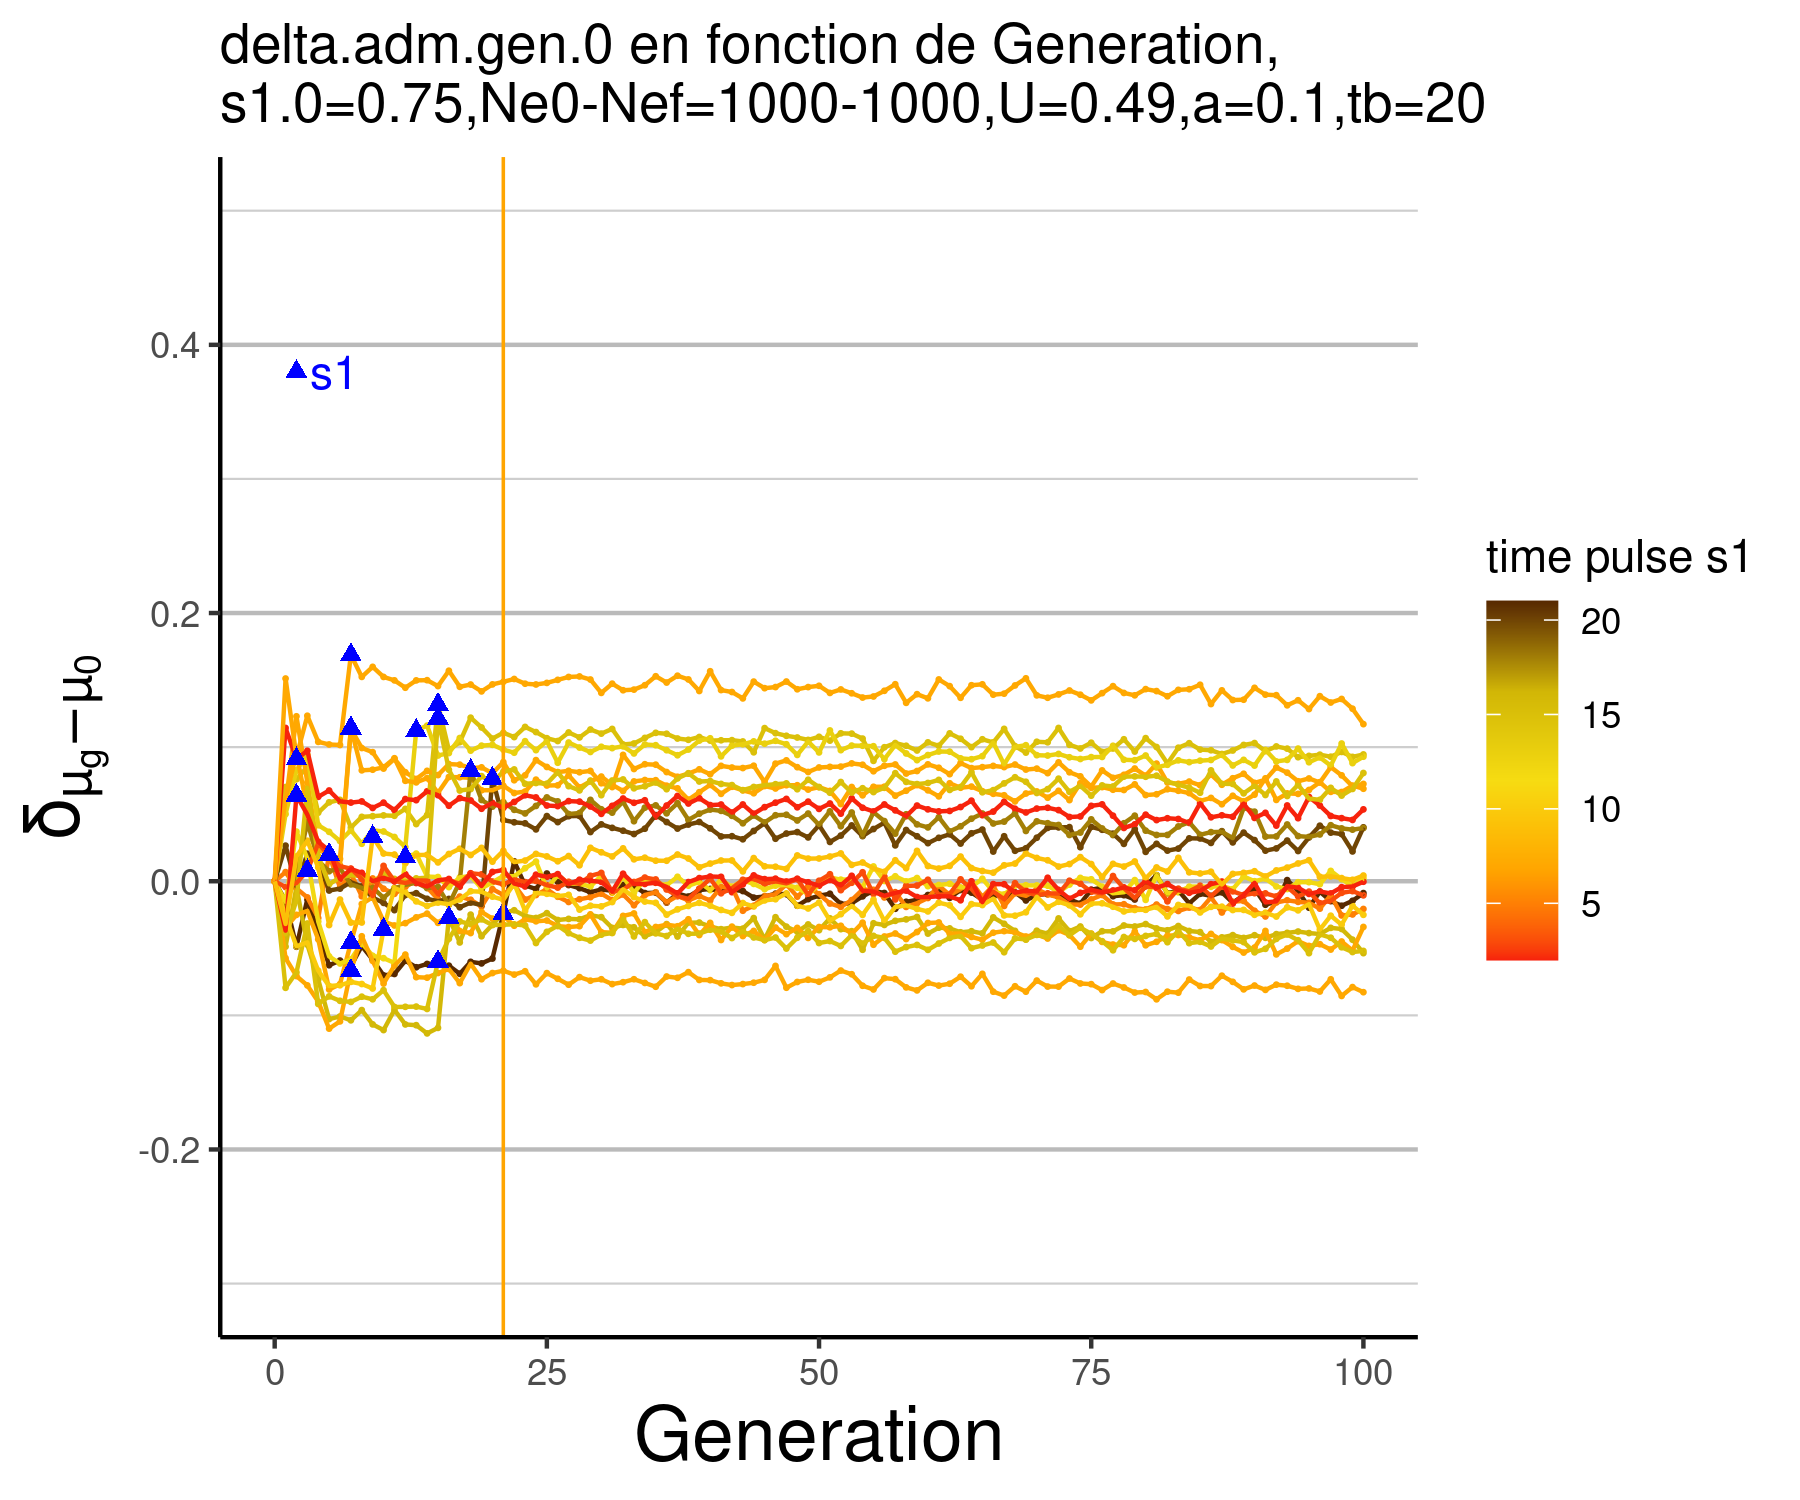 delta.adm.gen.0 en fonction de Generation,
s1.0=0.75,Ne0-Nef=1000-1000,U=0.49,a=0.1,tb=20
0.4
s1
0.2
0.0
-0.2
δμg−μ0
0
25
50
75
100
Generation
time pulse s1
20
15
10
5